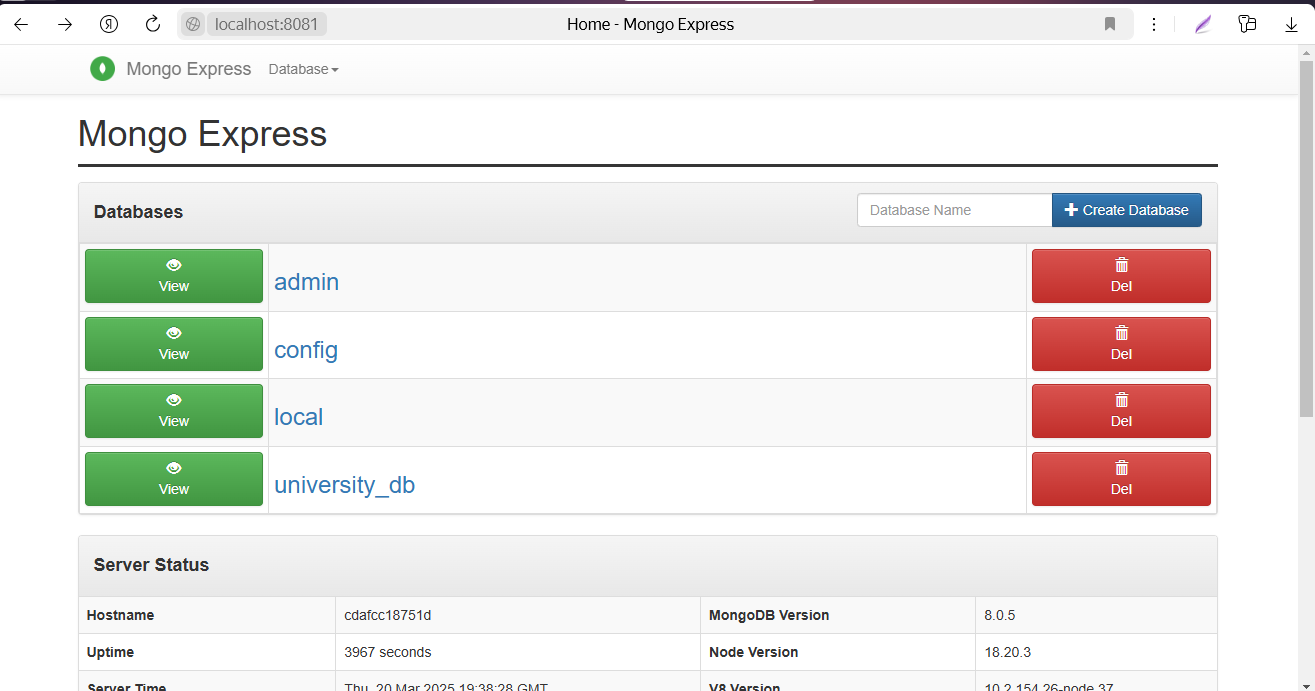 localhost:8081 Home - Mongo Express
Mongo Express Database
Mongo Express
Databases Database Name Create Database
View admin Del
View config Del
View local Del
View university_db Del
Server Status
Hostname cdafcc18751d MongoDB Version 8.0.5
Uptime 3967 seconds Node Version 18.20.3
Server Time Thu, 20 Mar 2025 19:38:28 GMT V8 Version 10.2.154.26-node.37